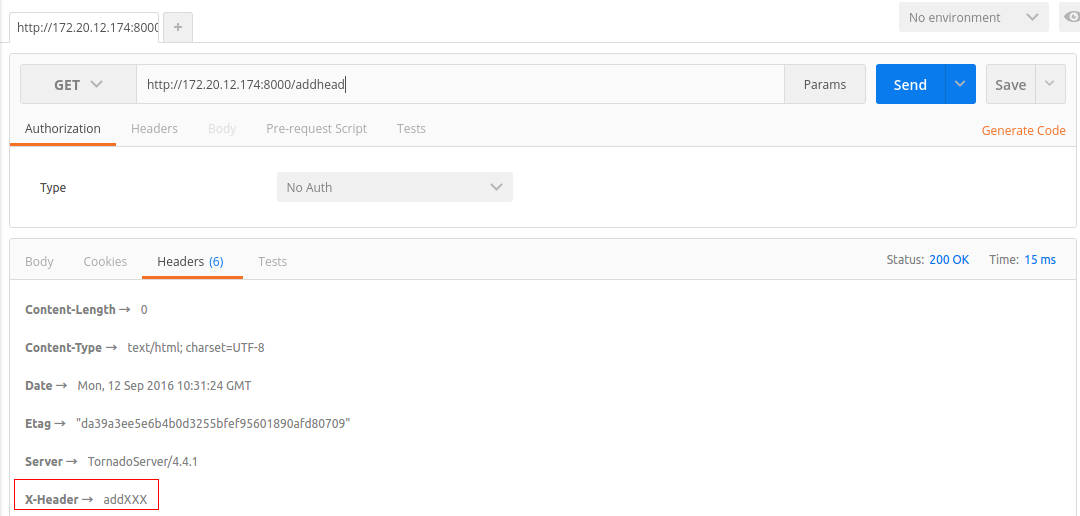 http://172.20.12.174:8000
+
No environment
GET
http://172.20.12.174:8000/addhead
Params
Send
Save
Authorization Headers Body Pre-request Script Tests
Generate Code
Type
No Auth
Body Cookies Headers (6) Tests
Status: 200 OK Time: 15 ms
Content-Length → 0
Content-Type → text/html; charset=UTF-8
Date → Mon, 12 Sep 2016 10:31:24 GMT
Etag → "da39a3ee5e6b4b0d3255bfef95601890afd80709"
Server → TornadoServer/4.4.1
X-Header → addXXX